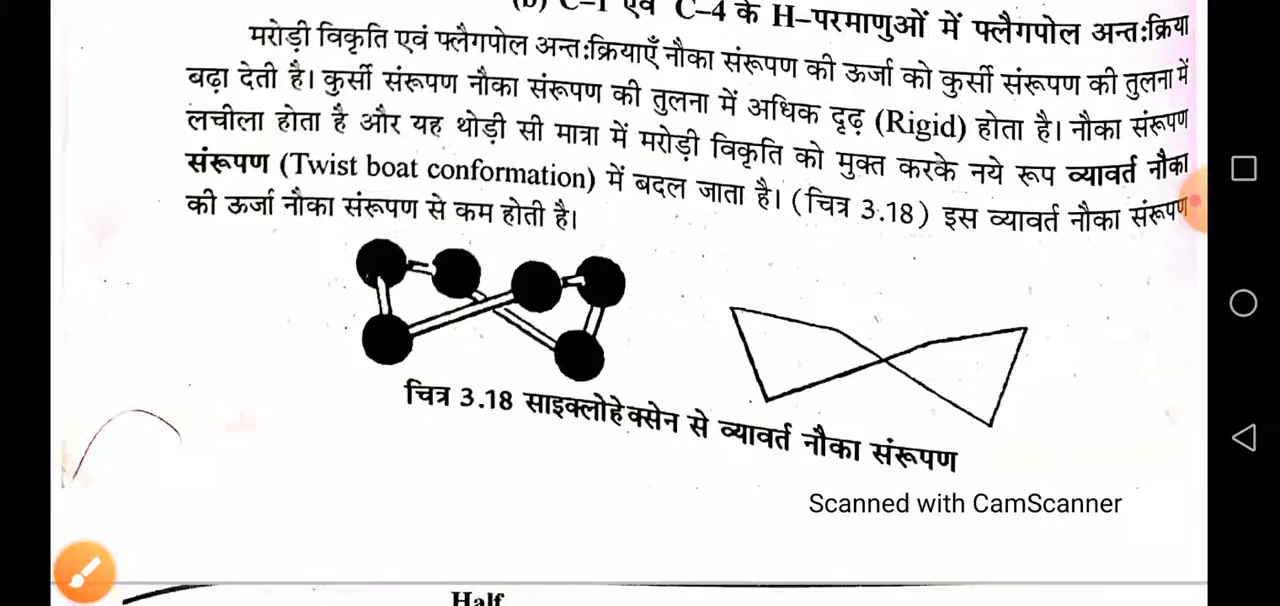 (b) C–1 एवं C–4 के H–परमाणुओं में फ्लैगपोल अन्त:क्रिया
मरोड़ी विकृति एवं फ्लैगपोल अन्त:क्रियाएँ नौका संरूपण की ऊर्जा को कुर्सी संरूपण की तुलना में
बढ़ा देती है। कुर्सी संरूपण नौका संरूपण की तुलना में अधिक दृढ़ (Rigid) होता है। नौका संरूपण
लचीला होता है और यह थोड़ी सी मात्रा में मरोड़ी विकृति को मुक्त करके नये रूप व्यावर्त नौका
संरूपण (Twist boat conformation) में बदल जाता है। (चित्र 3.18) इस व्यावर्त नौका संरूपण
की ऊर्जा नौका संरूपण से कम होती है।
चित्र 3.18 साइक्लोहेक्सेन से व्यावर्त नौका संरूपण
Scanned with CamScanner
Half